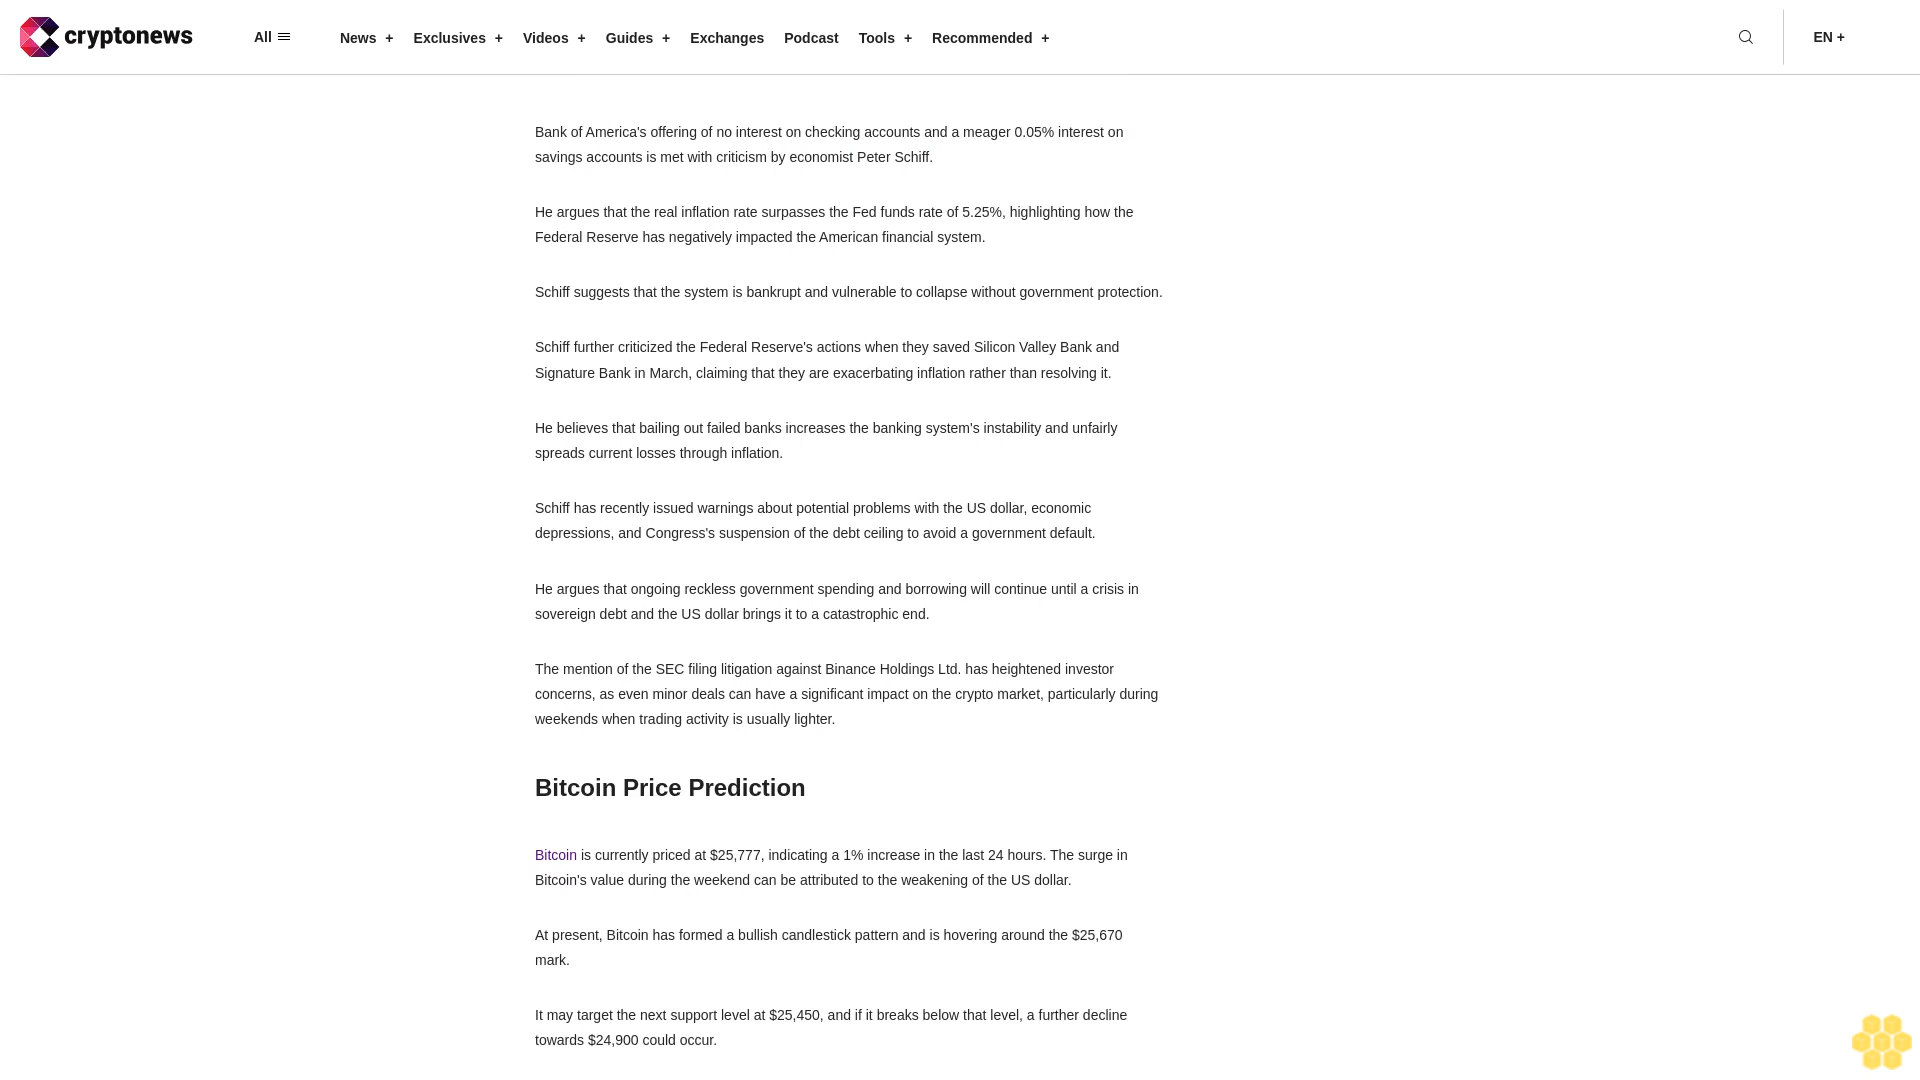 cryptonews
All
News +
Exclusives +
Videos +
Guides +
Exchanges
Podcast
Tools +
Recommended +
EN +
Bank of America's offering of no interest on checking accounts and a meager 0.05% interest on
savings accounts is met with criticism by economist Peter Schiff.
He argues that the real inflation rate surpasses the Fed funds rate of 5.25%, highlighting how the
Federal Reserve has negatively impacted the American financial system.
Schiff suggests that the system is bankrupt and vulnerable to collapse without government protection.
Schiff further criticized the Federal Reserve's actions when they saved Silicon Valley Bank and
Signature Bank in March, claiming that they are exacerbating inflation rather than resolving it.
He believes that bailing out failed banks increases the banking system's instability and unfairly
spreads current losses through inflation.
Schiff has recently issued warnings about potential problems with the US dollar, economic
depressions, and Congress's suspension of the debt ceiling to avoid a government default.
He argues that ongoing reckless government spending and borrowing will continue until a crisis in
sovereign debt and the US dollar brings it to a catastrophic end.
The mention of the SEC filing litigation against Binance Holdings Ltd. has heightened investor
concerns, as even minor deals can have a significant impact on the crypto market, particularly during
weekends when trading activity is usually lighter.
Bitcoin Price Prediction
Bitcoin is currently priced at $25,777, indicating a 1% increase in the last 24 hours. The surge in
Bitcoin's value during the weekend can be attributed to the weakening of the US dollar.
At present, Bitcoin has formed a bullish candlestick pattern and is hovering around the $25,670
mark.
It may target the next support level at $25,450, and if it breaks below that level, a further decline
towards $24,900 could occur.